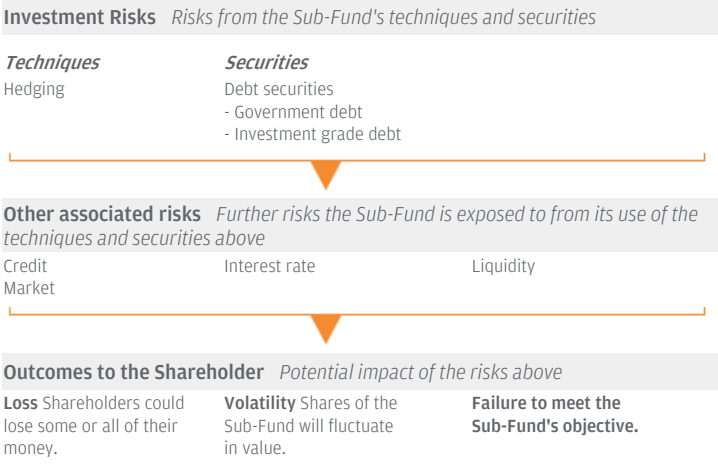 Investment Risks Risks from the Sub-Fund's techniques and securities
Techniques Securities
Hedging Debt securities
- Government debt
- Investment grade debt
Other associated risks Further risks the Sub-Fund is exposed to from its use of the
techniques and securities above
Credit Interest rate Liquidity
Market
Outcomes to the Shareholder Potential impact of the risks above
Loss Shareholders could
lose some or all of their
money.
Volatility Shares of the
Sub-Fund will fluctuate
in value.
Failure to meet the
Sub-Fund's objective.